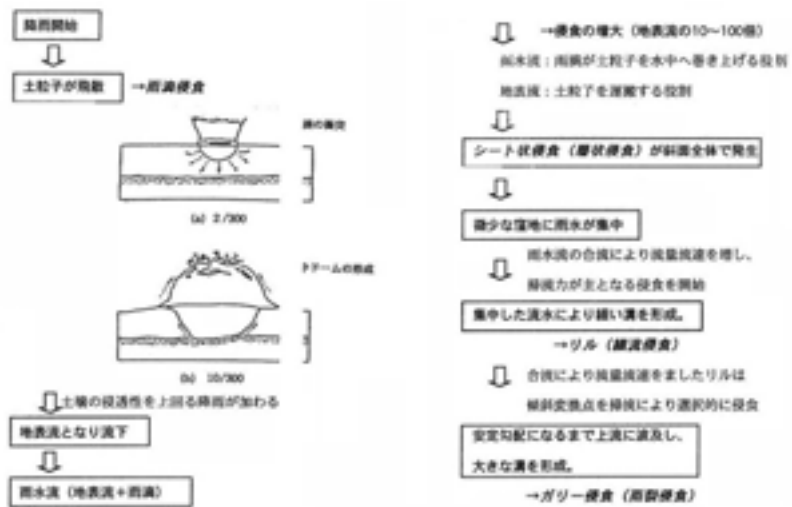 降雨開始
土粒子が飛散 →雨滴侵食
滴の衝突
(a) 2/300
ドームの形成
(b) 10/300
土壌の浸透性を上回る降雨が加わる
地表流となり流下
雨水流（地表流＋雨滴）
→侵食の増大（地表流の10～100倍）
雨水流：雨滴が土粒子を水中へ巻き上げる役割
地表流：土粒子を運搬する役割
シート状侵食（層状侵食）が斜面全体で発生
微少な窪地に雨水が集中
雨水流の合流により流量流速を増し、
掃流力が主となる侵食を開始
集中した流水により細い溝を形成。
→リル（細流侵食）
合流により流量流速をましたリルは
傾斜変換点を掃流により選択的に侵食
安定勾配になるまで上流に波及し、
大きな溝を形成。
→ガリー侵食（雨裂侵食）